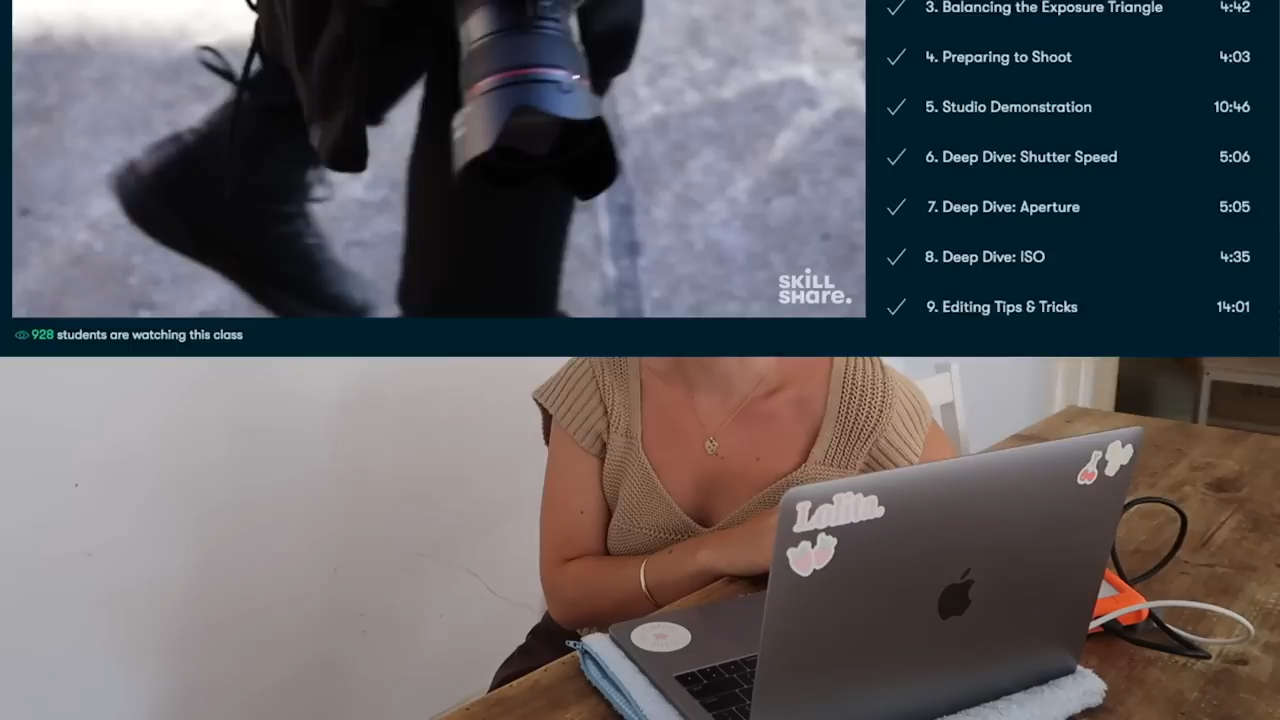 3. Balancing the Exposure Triangle 4:42
4. Preparing to Shoot 4:03
5. Studio Demonstration 10:46
6. Deep Dive: Shutter Speed 5:06
7. Deep Dive: Aperture 5:05
8. Deep Dive: ISO 4:35
9. Editing Tips & Tricks 14:01
SKiLL
SHare.
928 students are watching this class
Lolita.